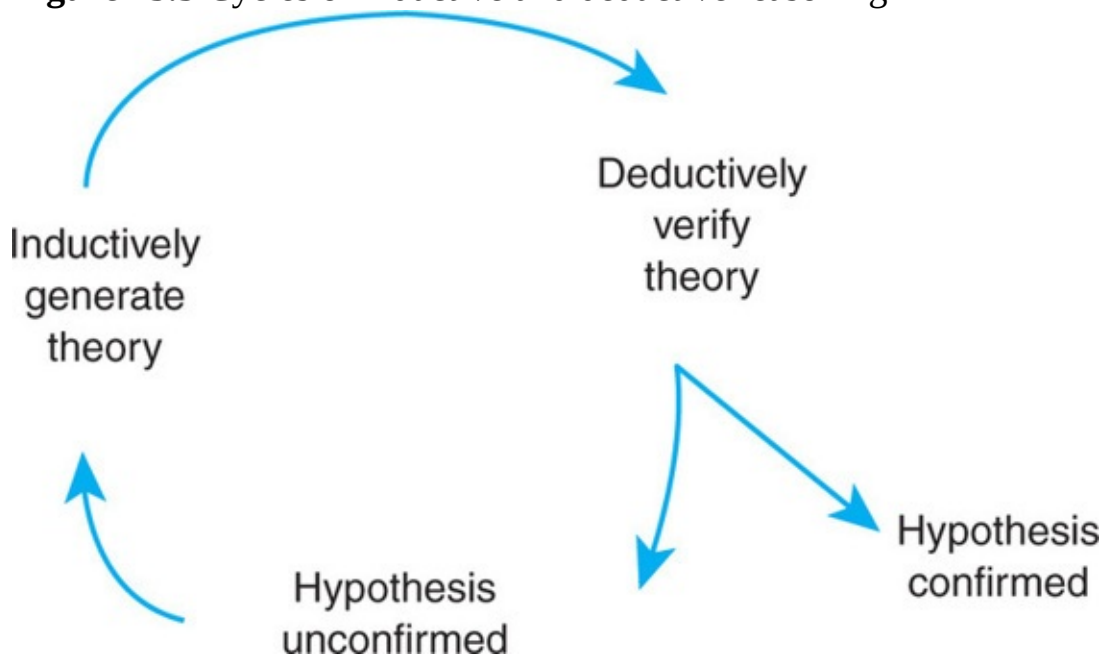 Inductively
generate
theory
Deductively
verify
theory
Hypothesis
confirmed
Hypothesis
unconfirmed